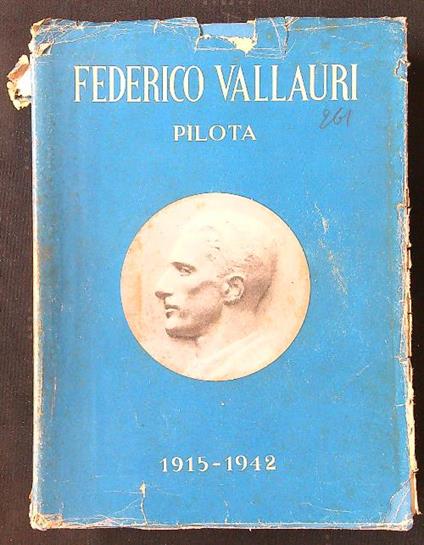 FEDERICO VALLAURI
261
PILOTA
1915-1942